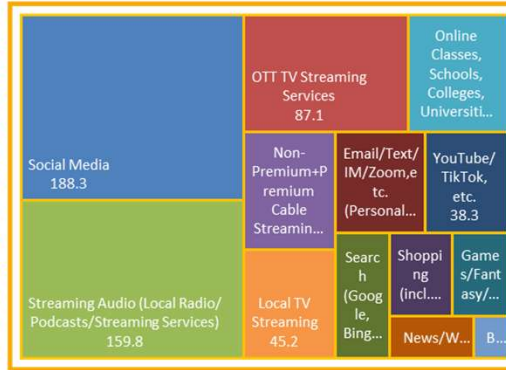 Social Media
188.3
Streaming Audio (Local Radio/
Podcasts/Streaming Services)
159.8
OTT TV Streaming
Services
87.1
Online
Classes,
Schools,
Colleges,
Universiti...
Non-
Premium+P
remium
Cable
Streamin...
Email/Text/
IM/Zoom,e
tc.
(Personal...
YouTube/
TikTok,
etc.
38.3
Local TV
Streaming
45.2
Searc
h
(Goog
le,
Bing...
Shoppi
ng
(incl....
Game
s/Fant
asy/...
News/W...
B...